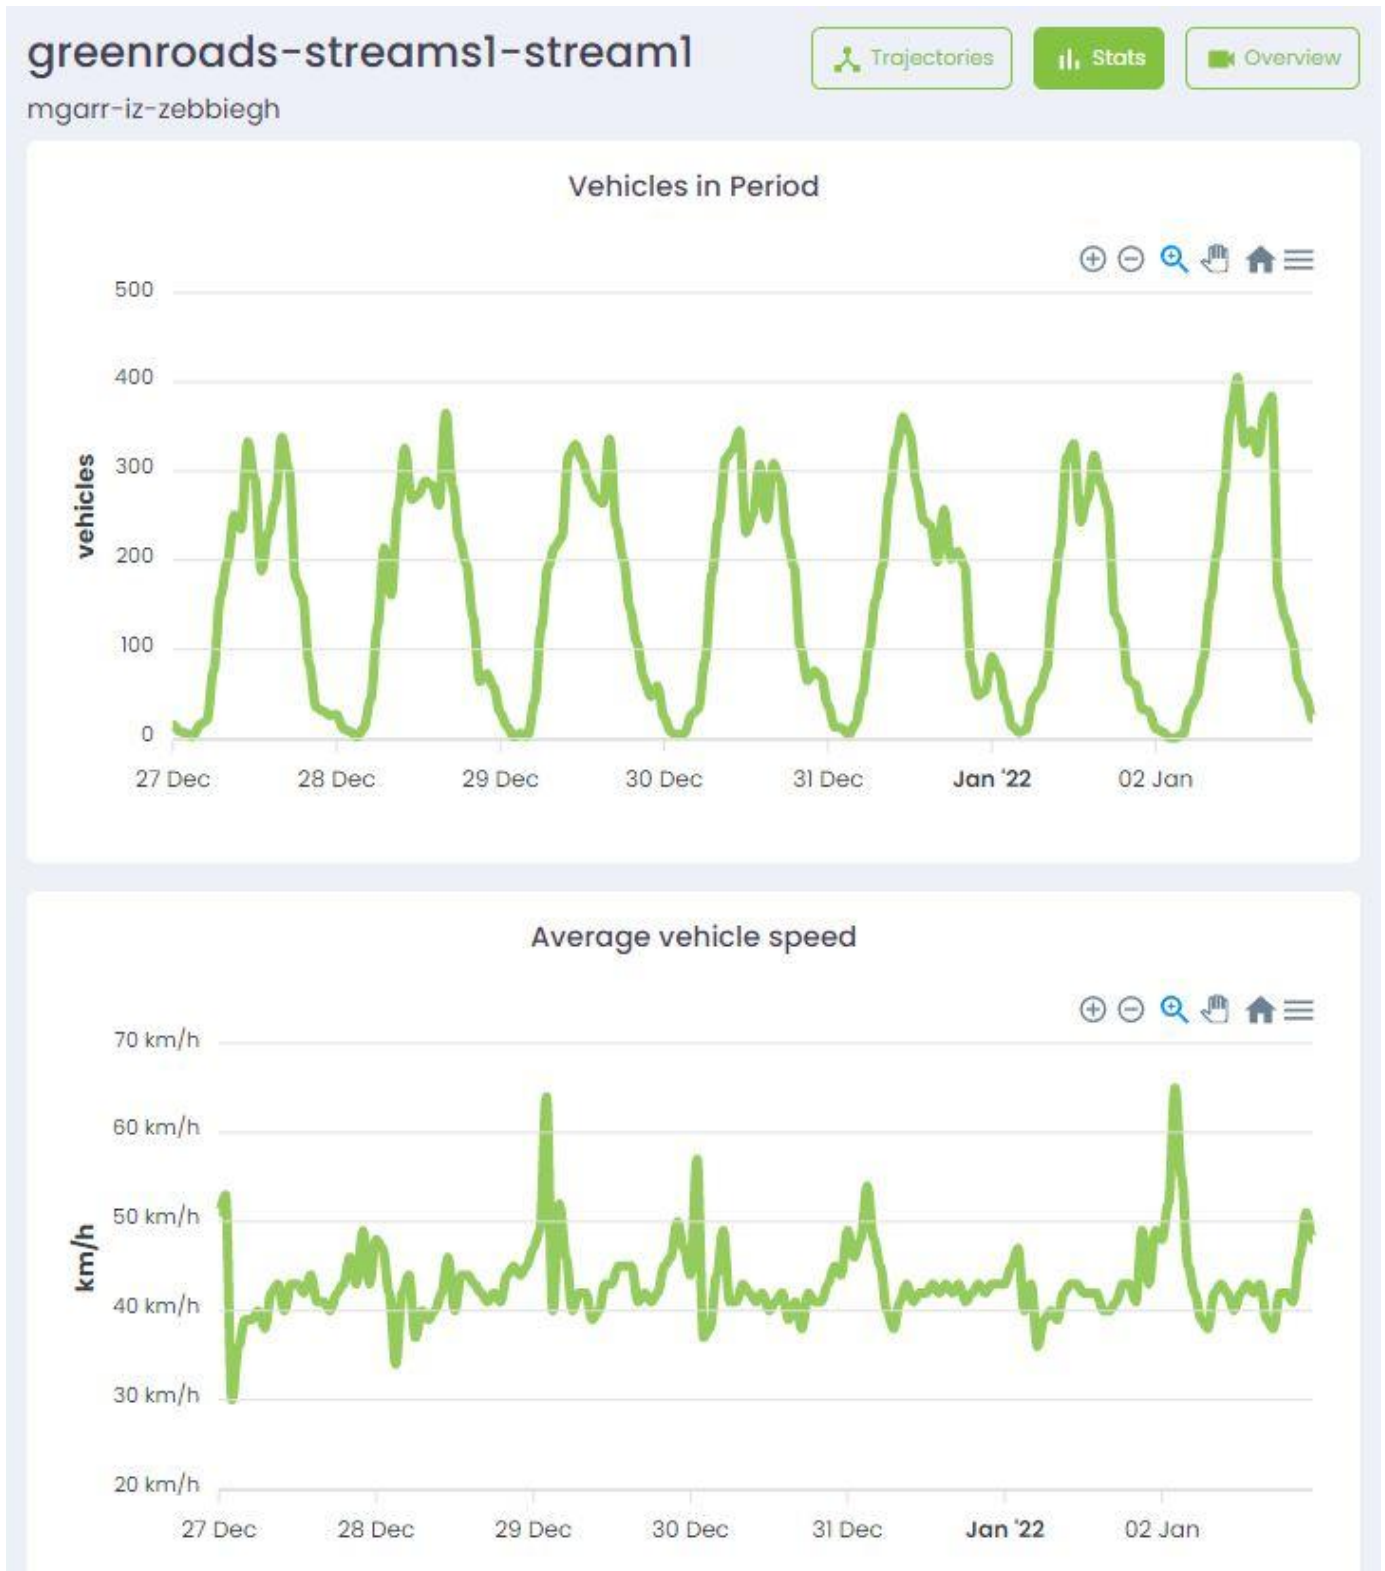 greenroads-streams1-stream1
Trajectories
Stats
Overview
mgarr-iz-zebbiegh
Vehicles in Period
500
400
300
200
100
0
vehicles
27 Dec 28 Dec 29 Dec 30 Dec 31 Dec Jan '22 02 Jan
Average vehicle speed
70 km/h
60 km/h
50 km/h
40 km/h
30 km/h
20 km/h
km/h
27 Dec 28 Dec 29 Dec 30 Dec 31 Dec Jan '22 02 Jan